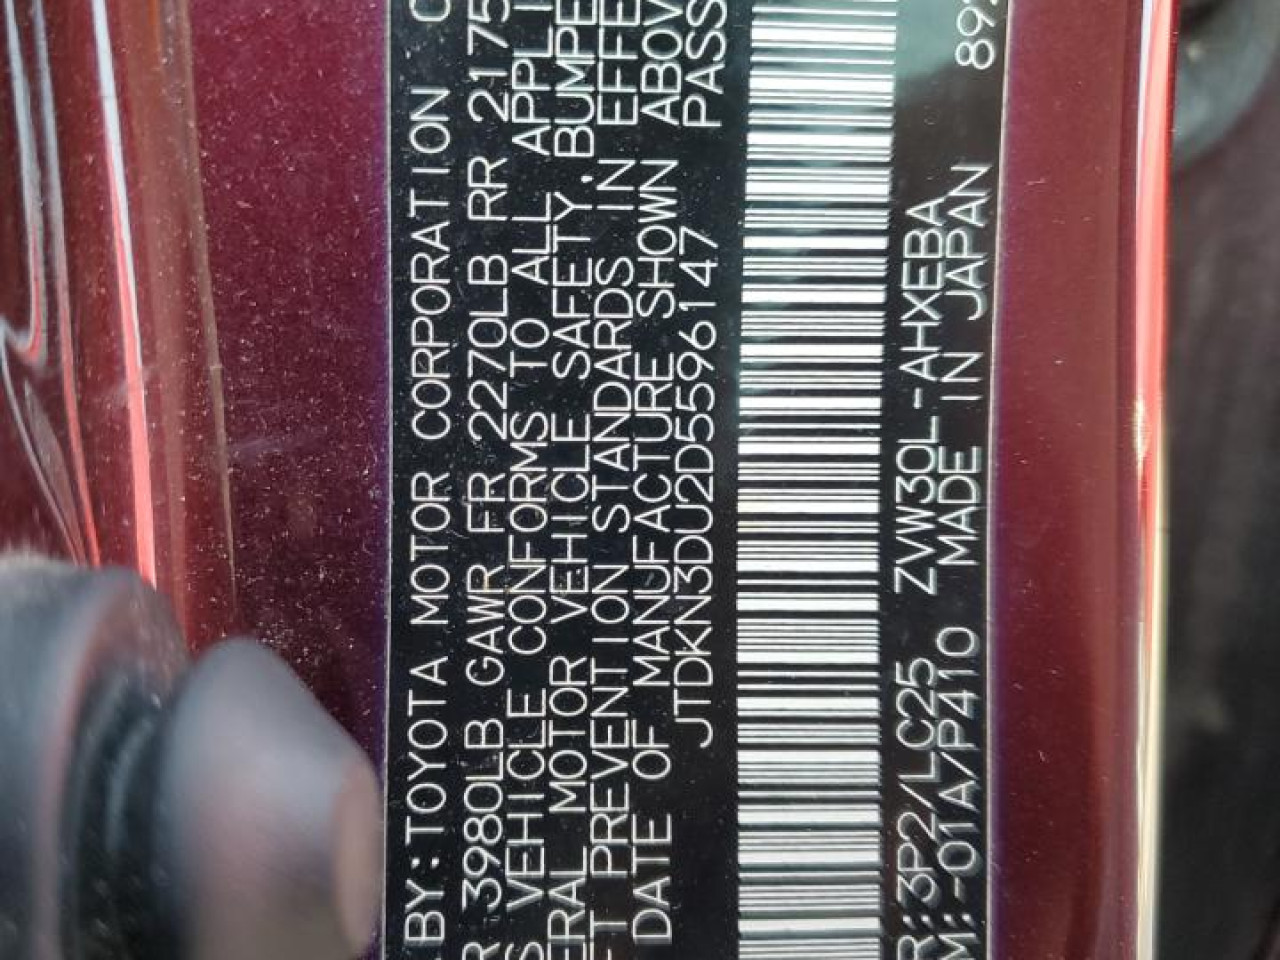 .BY:TOYOTA MOTOR CORPORATION
R 3980LB GAWR FR 2270LB RR 2175
S VEHICLE CONFORMS TO ALL APPLI
ERAL MOTOR VEHICLE SAFETY, BUMPE
FT PREVENTION STANDARDS IN EFFE
DATE OF MANUFACTURE SHOWN ABOV
JTDKN3DU2D5596147 PASS
R:3P2/LC25 ZVW30L-AHXEBA
M:-01A/P410 MADE IN JAPAN 892